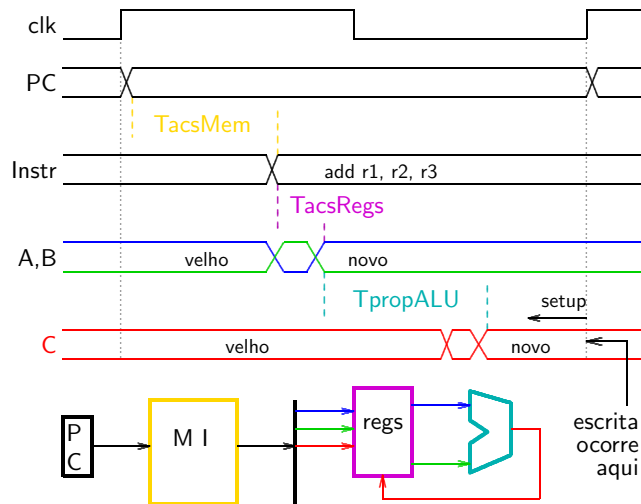 clk
PC
TacsMem
Instr
add r1, r2, r3
TacsRegs
A,B
velho
novo
TpropALU
setup
C
velho
novo
P
C
M I
regs
escrita
ocorre
aqui